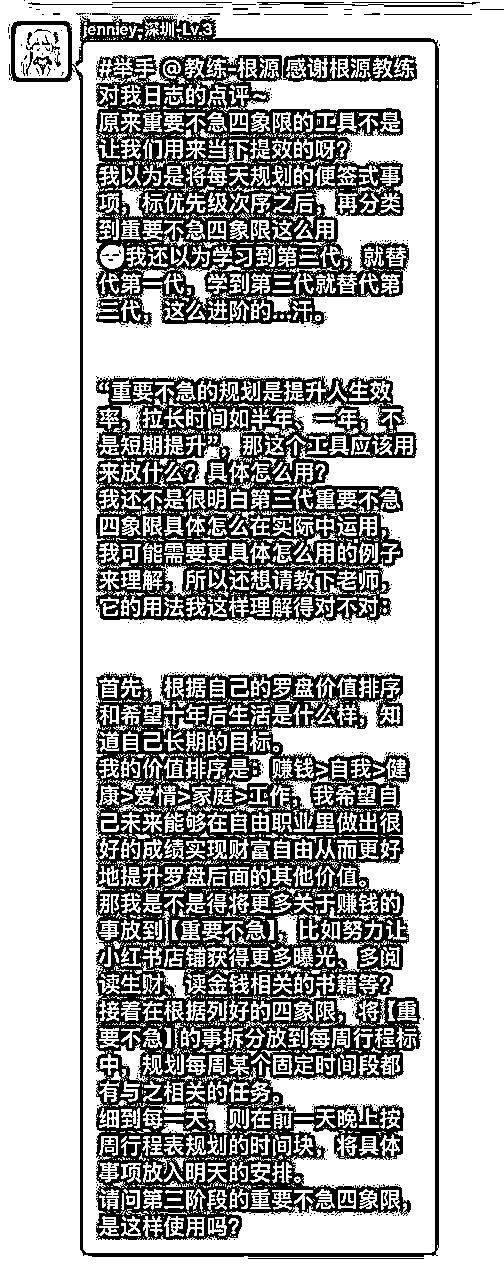 jenniey-深圳-Lv.3
#举手 @教练-根源 感谢根源教练
对我日志的点评~
原来重要不急四象限的工具不是
让我们用来当下提效的呀？
我以为是将每天规划的便签式事
项，标优先级次序之后，再分类
到重要不急四象限这么用
我还以为学习到第二代，就替
代第一代，学到第三代就替代第
二代，这么进阶的...汗。
“重要不急的规划是提升人生效
率，拉长时间如半年、一年，不
是短期提升”，那这个工具应该用
来放什么？具体怎么用？
我还不是很明白第三代重要不急
四象限具体怎么在实际中运用，
我可能需要更具体怎么用的例子
来理解，所以还想请教下老师，
它的用法我这样理解得对不对：
首先，根据自己的罗盘价值排序
和希望十年后生活是什么样，知
道自己长期的目标。
我的价值排序是：赚钱>自我>健
康>爱情>家庭>工作，我希望自
己未来能够在自由职业里做出很
好的成绩实现财富自由从而更好
地提升罗盘后面的其他价值。
那我是不是得将更多关于赚钱的
事放到【重要不急】，比如努力让
小红书店铺获得更多曝光、多阅
读生财、读金钱相关的书籍等？
接着在根据列好的四象限，将【重
要不急】的事拆分放到每周行程标
中，规划每周某个固定时间段都
有与之相关的任务。
细到每一天，则在前一天晚上按
周行程表规划的时间块，将具体
事项放入明天的安排。
请问第三阶段的重要不急四象限，
是这样使用吗？